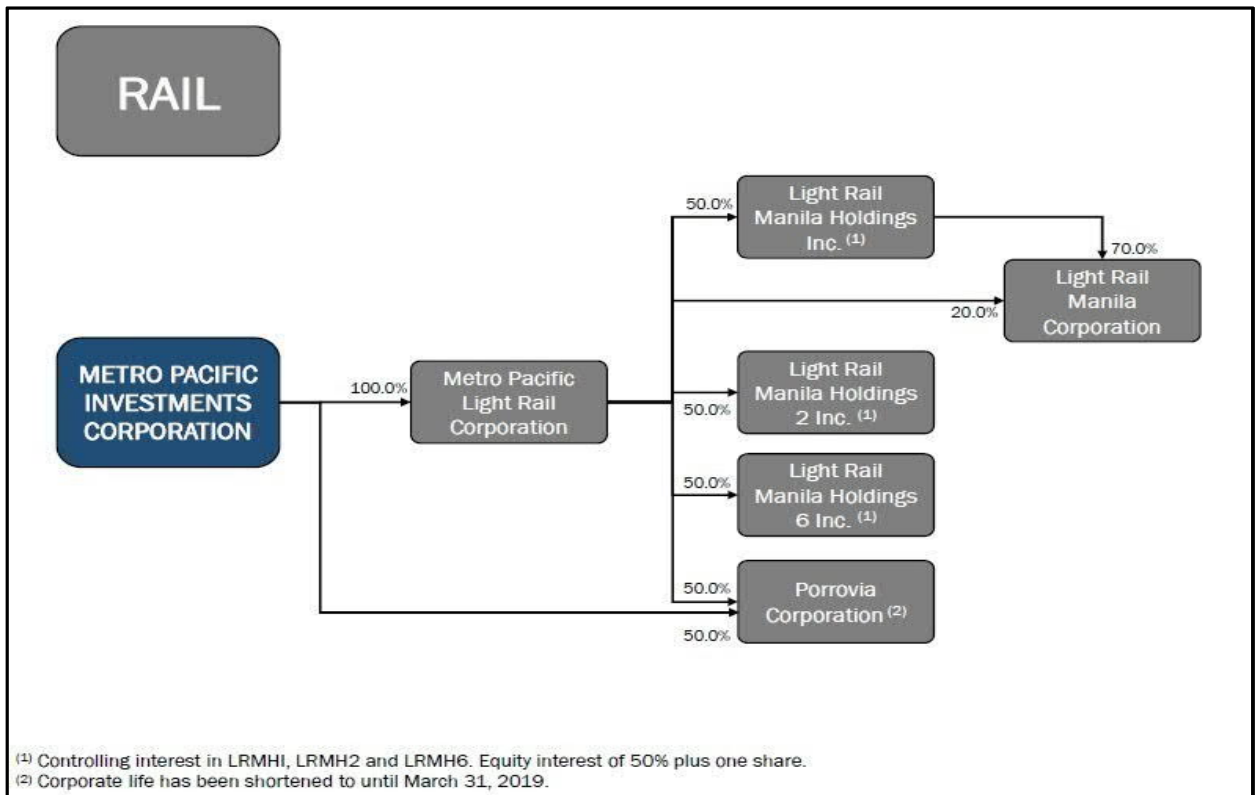 RAIL
50.0%
Light Rail
Manila Holdings
Inc. (1)
70.0%
Light Rail
Manila
Corporation
20.0%
METRO PACIFIC
INVESTMENTS
CORPORATION
100.0%
Metro Pacific
Light Rail
Corporation
50.0%
Light Rail
Manila Holdings
2 Inc. (1)
50.0%
Light Rail
Manila Holdings
6 Inc. (1)
50.0%
Porrovia
Corporation (2)
50.0%
(1) Controlling interest in LRMHI, LRMH2 and LRMH6. Equity interest of 50% plus one share.
(2) Corporate life has been shortened to until March 31, 2019.